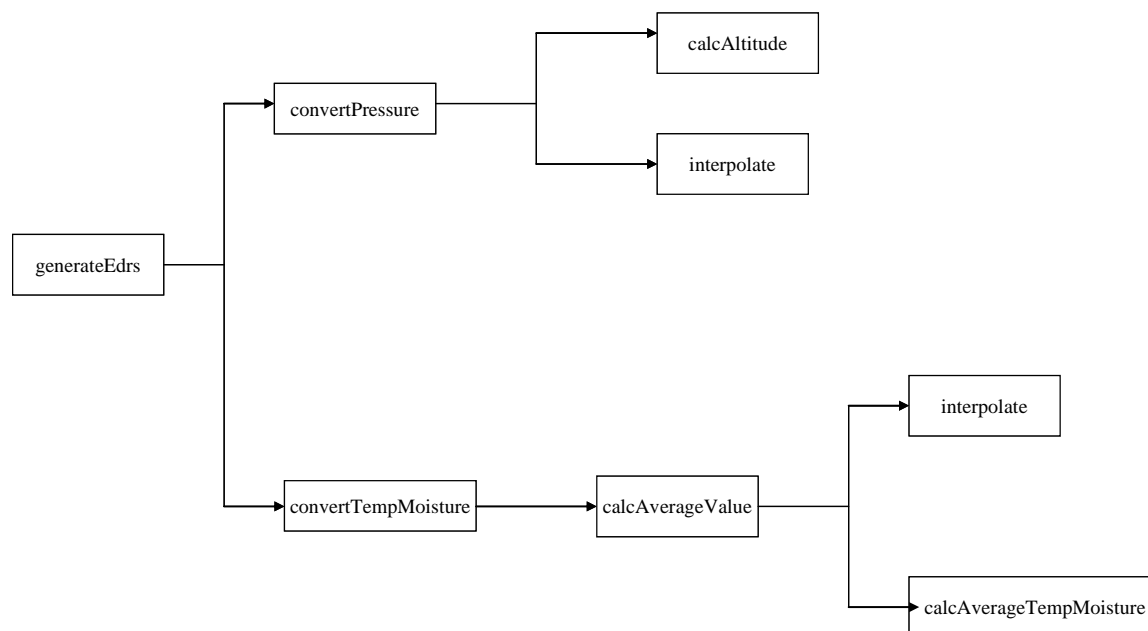 calcAltitude
convertPressure
interpolate
generateEdrs
interpolate
convertTempMoisture
calcAverageValue
calcAverageTempMoisture